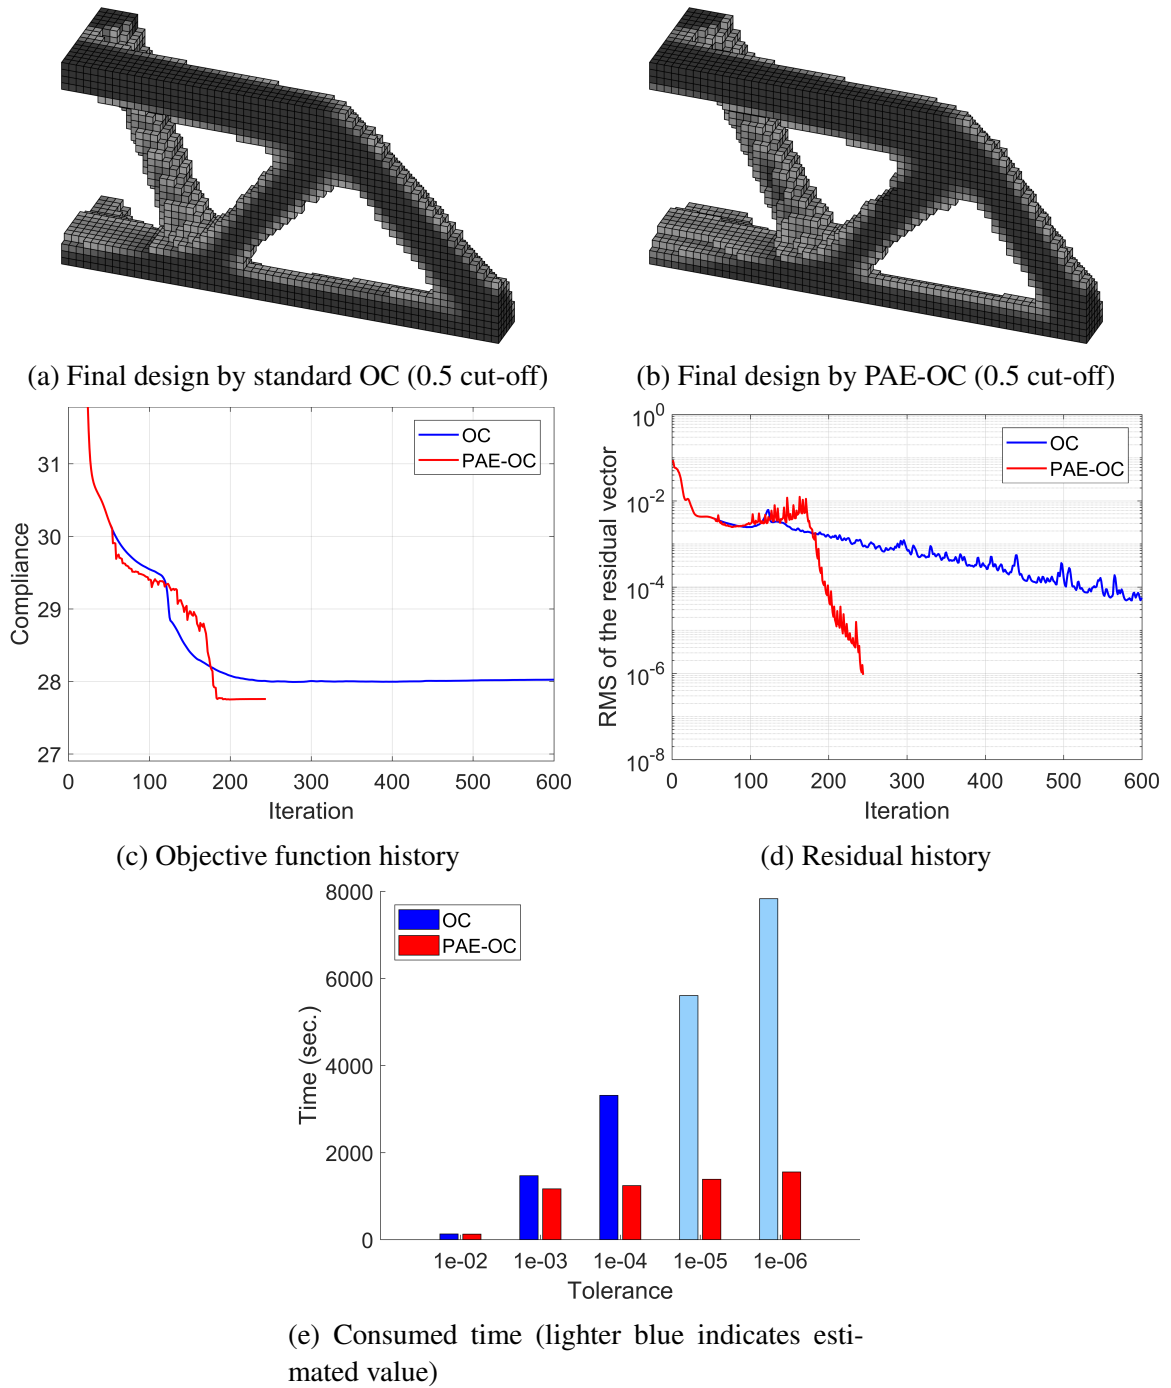 (a) Final design by standard OC (0.5 cut-off)
(b) Final design by PAE-OC (0.5 cut-off)
OC
PAE-OC
31
30
29
28
27
Compliance
0 100 200 300 400 500 600
Iteration
(c) Objective function history
OC
PAE-OC
10^0
10^-2
10^-4
10^-6
10^-8
RMS of the residual vector
0 100 200 300 400 500 600
Iteration
(d) Residual history
OC
PAE-OC
8000
6000
4000
2000
0
Time (sec.)
1e-02 1e-03 1e-04 1e-05 1e-06
Tolerance
(e) Consumed time (lighter blue indicates esti-
mated value)